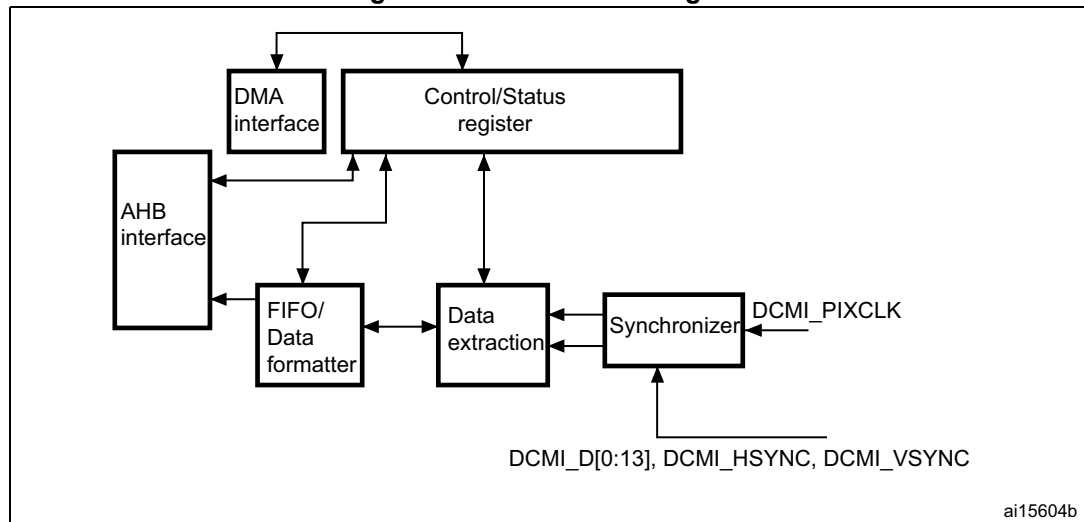 DMA
interface
Control/Status
register
AHB
interface
FIFO/
Data
formatter
Data
extraction
Synchronizer
DCMI_PIXCLK
DCMI_D[0:13], DCMI_HSYNC, DCMI_VSYNC
ai15604b